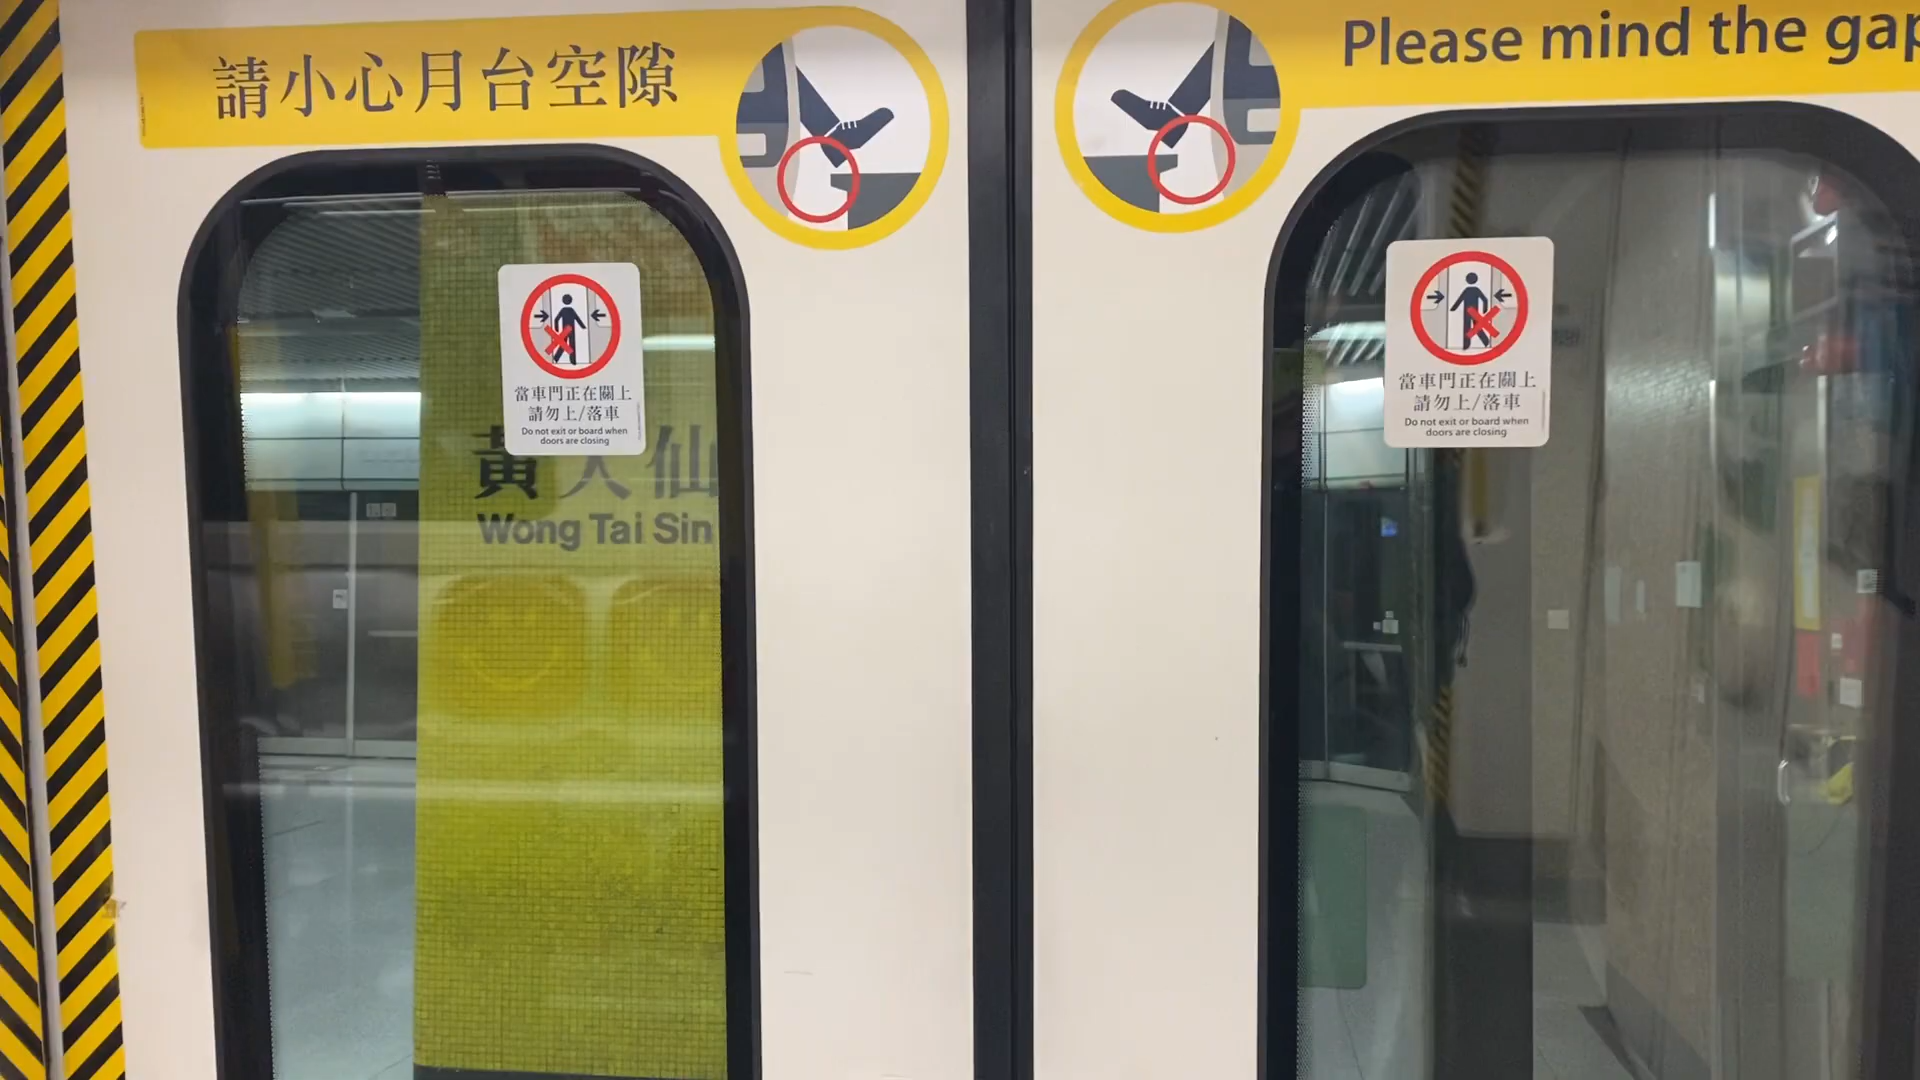 請小心月台空隙
Please mind the gap
當車門正在關上
請勿上/落車
Do not exit or board when
doors are closing
黃大仙
Wong Tai Sin
當車門正在關上
請勿上/落車
Do not exit or board when
doors are closing